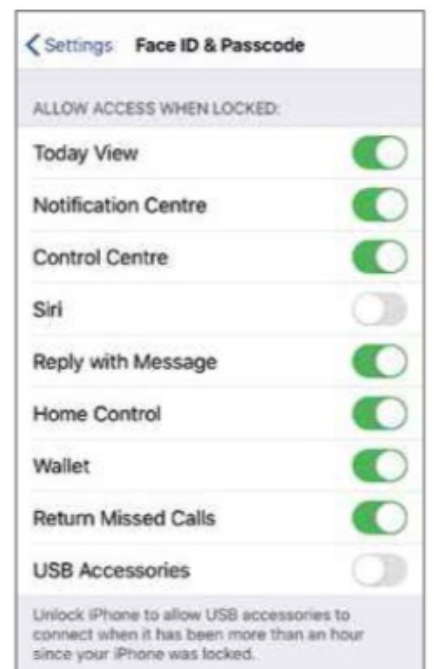 Settings Face ID & Passcode
ALLOW ACCESS WHEN LOCKED:
Today View
Notification Centre
Control Centre
Siri
Reply with Message
Home Control
Wallet
Return Missed Calls
USB Accessories
Unlock iPhone to allow USB accessories to
connect when it has been more than an hour
since your iPhone was locked.